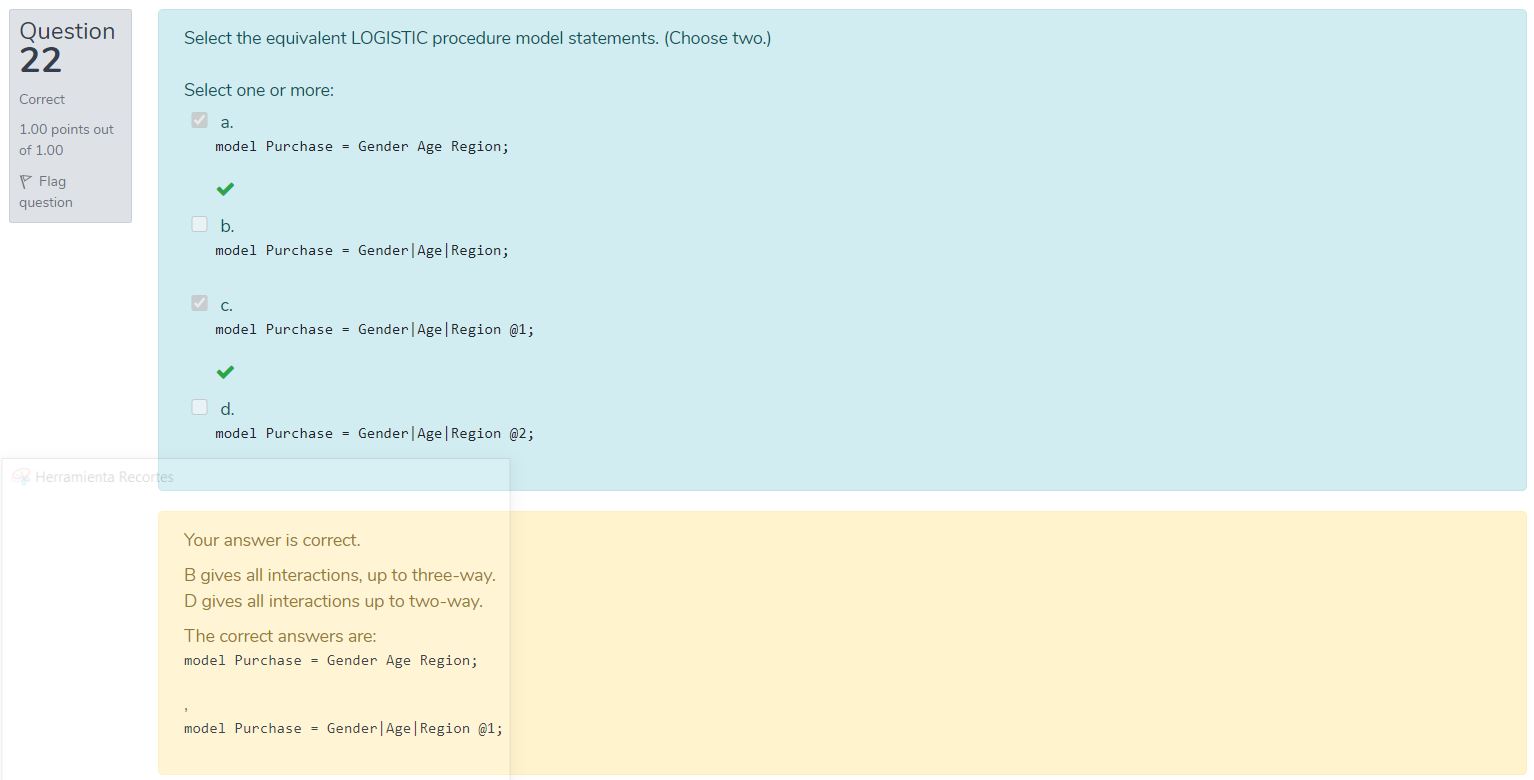 Question
22
Correct
1.00 points out
of 1.00
Flag
question
Select the equivalent LOGISTIC procedure model statements. (Choose two.)
Select one or more:
a.
model Purchase = Gender Age Region;
b.
model Purchase = Gender|Age|Region;
c.
model Purchase = Gender|Age|Region @1;
d.
model Purchase = Gender|Age|Region @2;
Herramienta Recortes
Your answer is correct.
B gives all interactions, up to three-way.
D gives all interactions up to two-way.
The correct answers are:
model Purchase = Gender Age Region;
,
model Purchase = Gender|Age|Region @1;